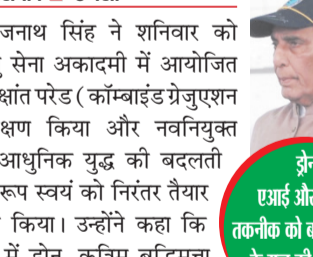 जनाथ सिंह ने शनिवार को
सेना अकादमी में आयोजित
क्षांत परेड (कॉम्बाइंड ग्रेजुएशन
क्षण किया और नवनियुक्त
आधुनिक युद्ध की बदलती
रूप स्वयं को निरंतर तैयार
किया। उन्होंने कहा कि
में ड्रोन, कृत्रिम बुद्धिमत्ता
ड्रोन
एआई और
तकनीक को ब